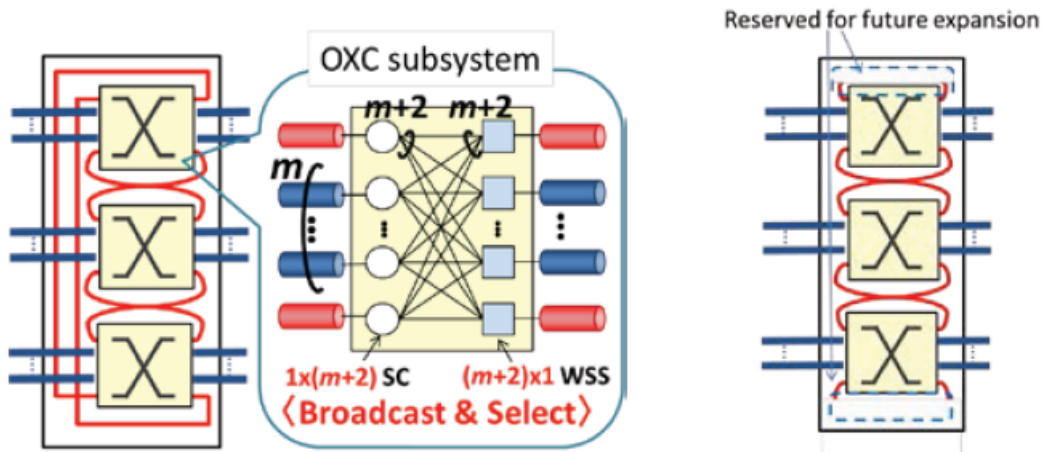 Reserved for future expansion
OXC subsystem
m+2 m+2
m
1x(m+2) SC (m+2)x1 WSS
〈Broadcast & Select〉